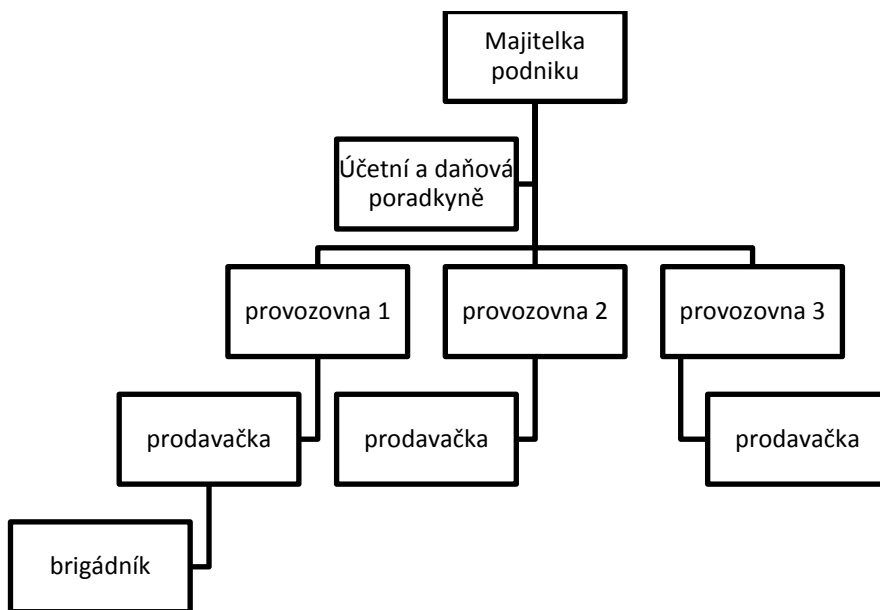 Majitelka
podniku
Účetní a daňová
poradkyně
provozovna 1
provozovna 2
provozovna 3
prodavačka
prodavačka
prodavačka
brigádník